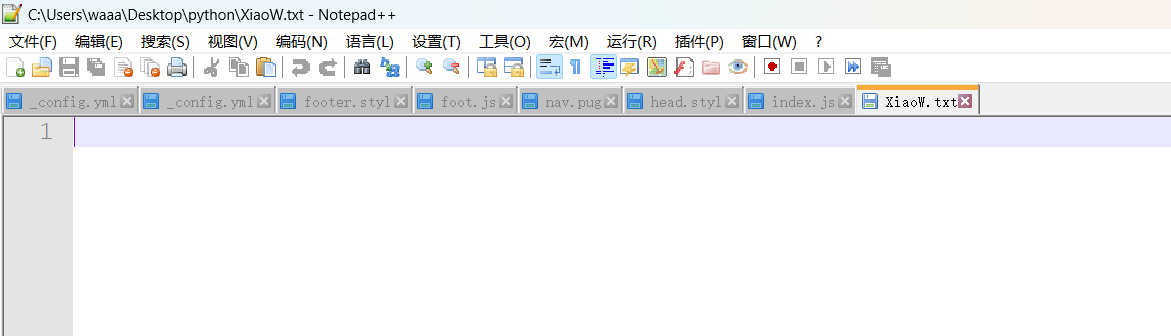 C:\Users\waaa\Desktop\python\XiaoW.txt - Notepad++
文件(F) 编辑(E) 搜索(S) 视图(V) 编码(N) 语言(L) 设置(T) 工具(O) 宏(M) 运行(R) 插件(P) 窗口(W) ?
_config.yml _config.yml footer.styl foot.js nav.pug head.styl index.js XiaoW.txt
1